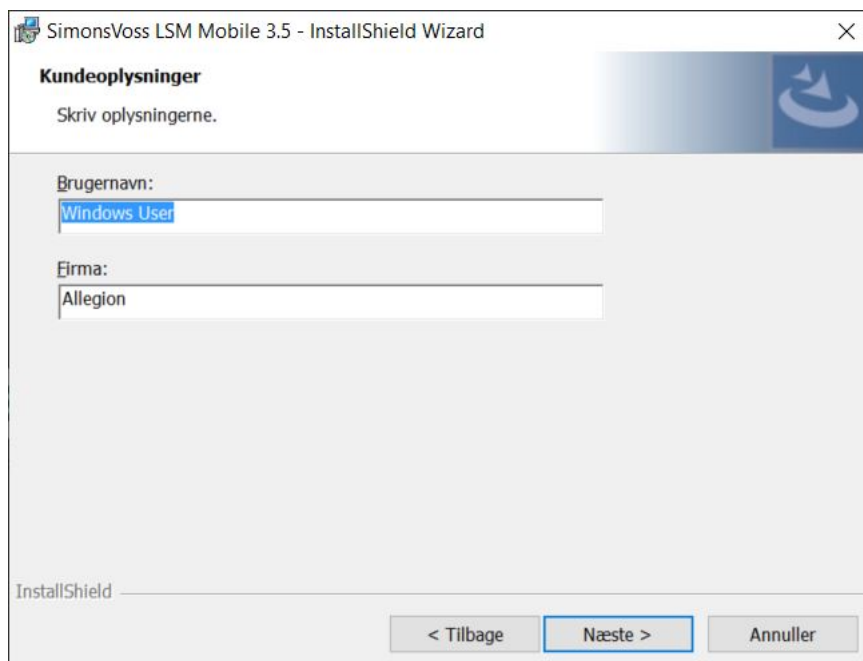 SimonsVoss LSM Mobile 3.5 - InstallShield Wizard
Kundeoplysninger
Skriv oplysningerne.
Brugernavn:
Windows User
Firma:
Allegion
InstallShield
< Tilbage
Næste >
Annuller